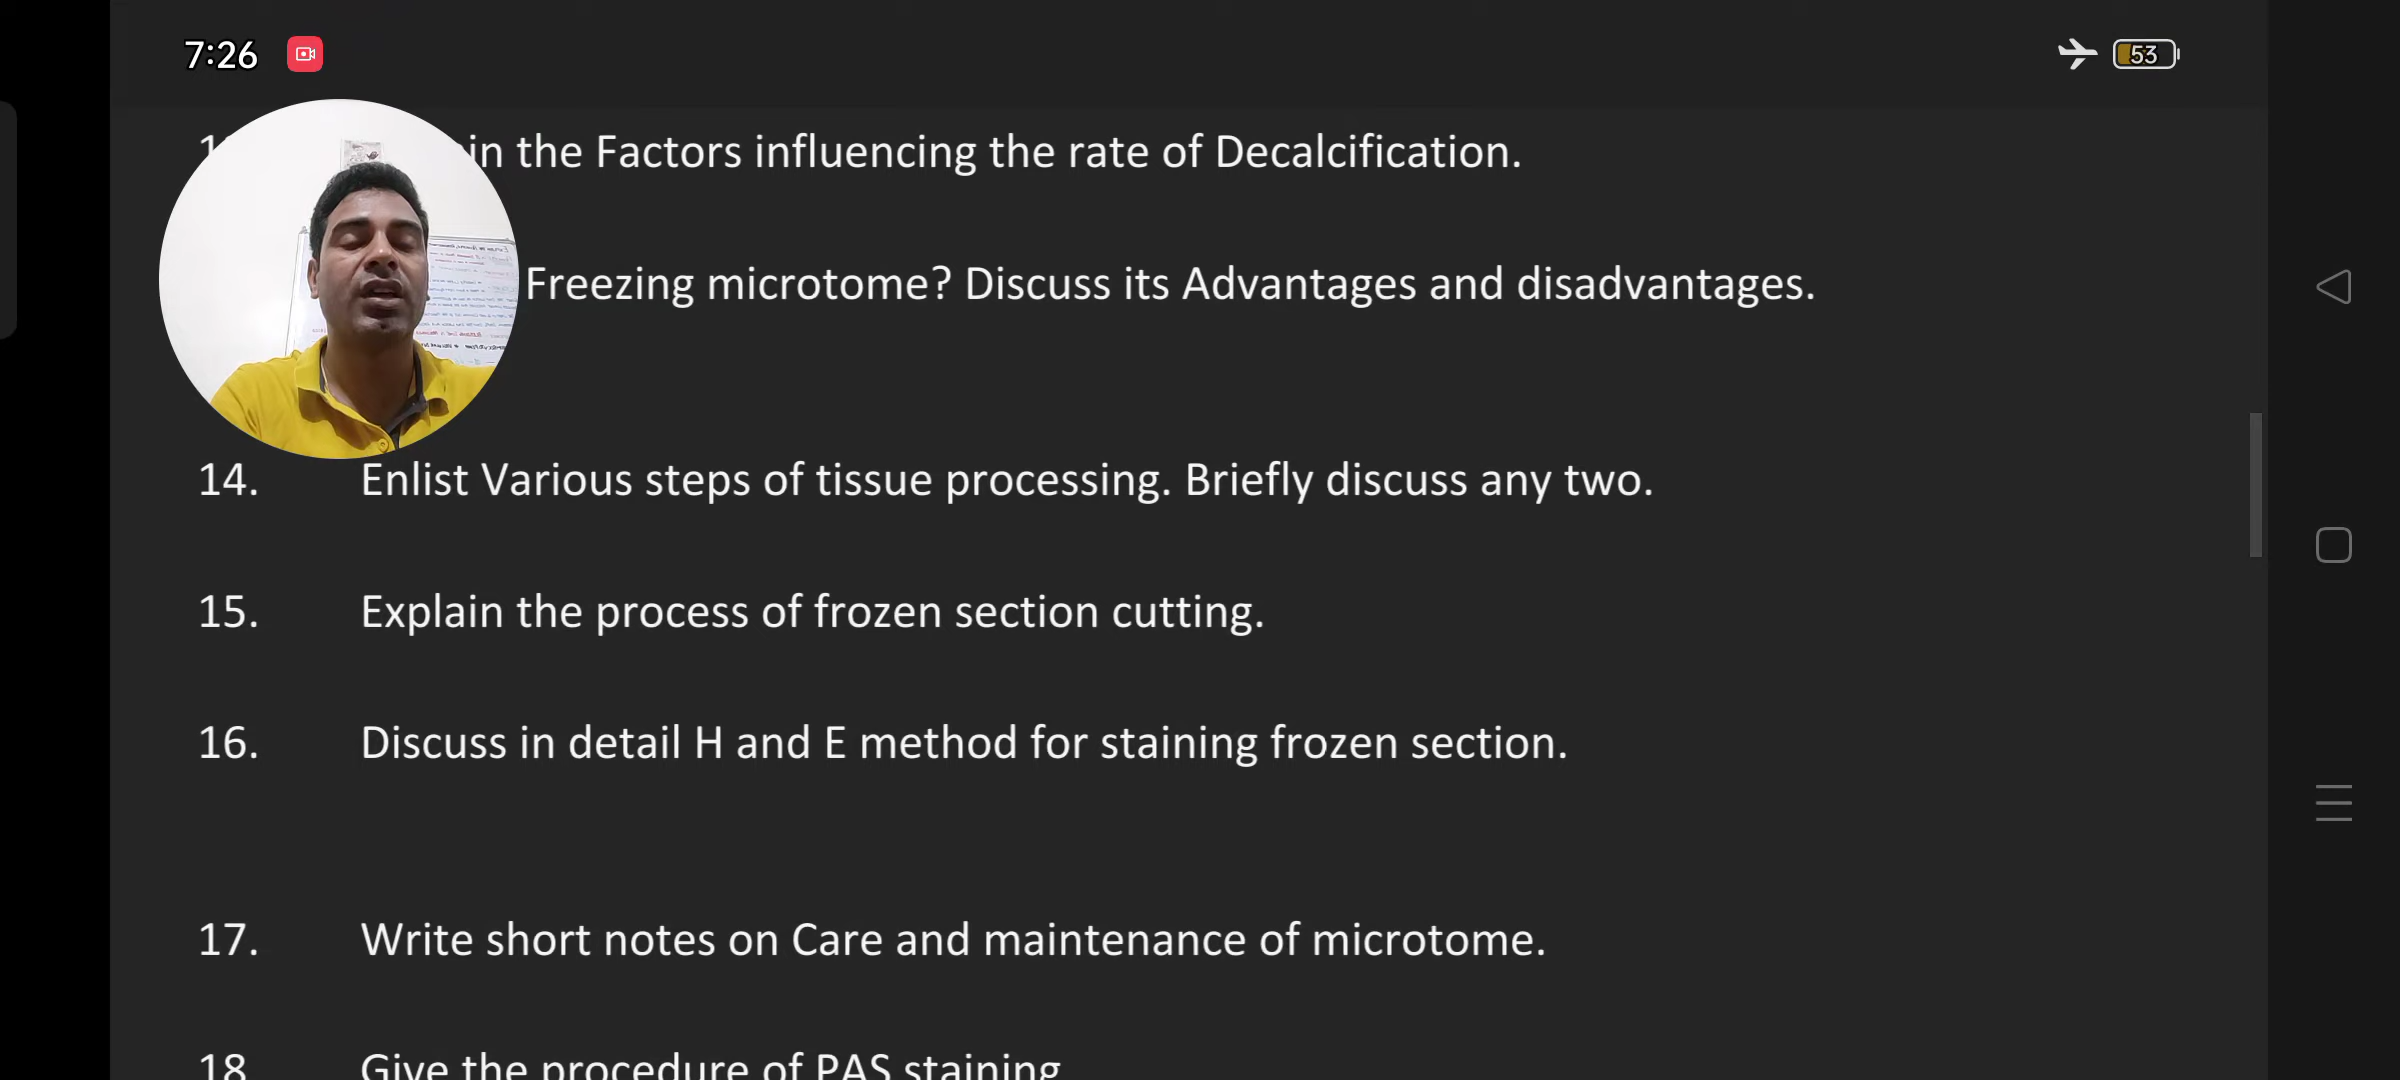 7:26
53
in the Factors influencing the rate of Decalcification.
Freezing microtome? Discuss its Advantages and disadvantages.
14. Enlist Various steps of tissue processing. Briefly discuss any two.
15. Explain the process of frozen section cutting.
16. Discuss in detail H and E method for staining frozen section.
17. Write short notes on Care and maintenance of microtome.
18. Give the procedure of PAS staining